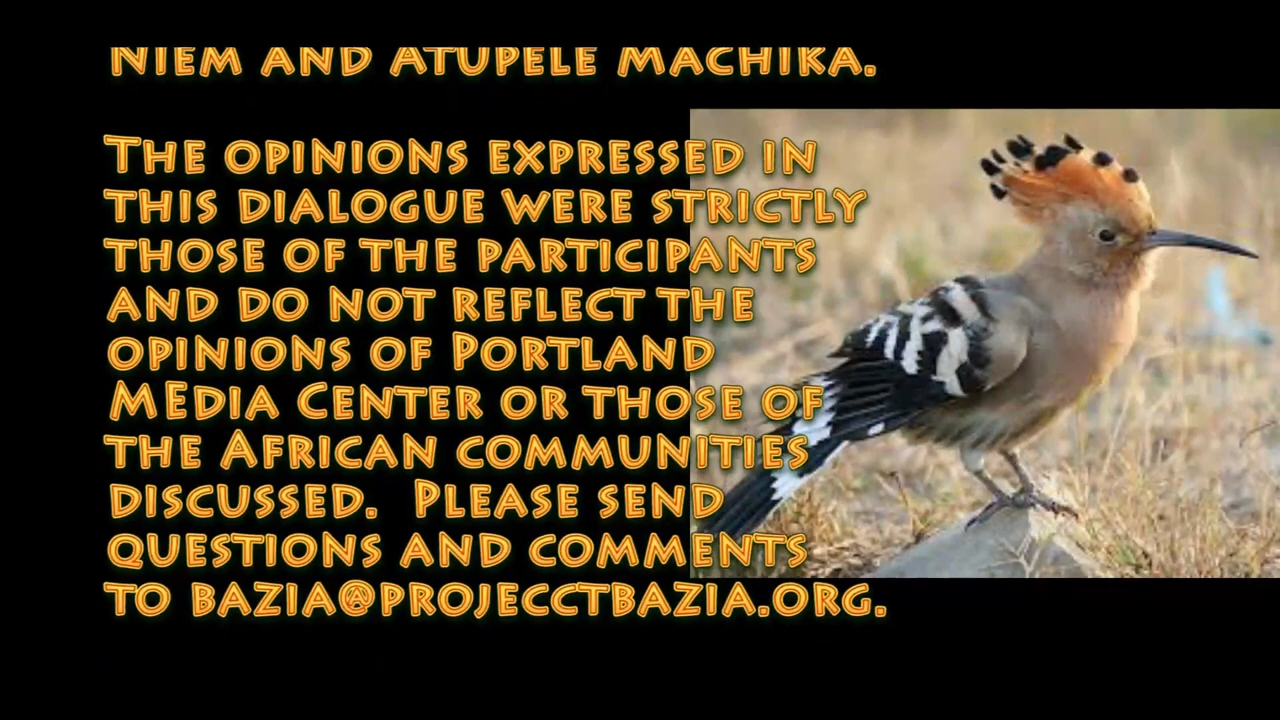 Niem and Atupele Machika.
The opinions expressed in
this dialogue were strictly
those of the participants
and do not reflect the
opinions of Portland
Media Center or those of
the African communities
discussed. Please send
questions and comments
to bazia@projecctbazia.org.